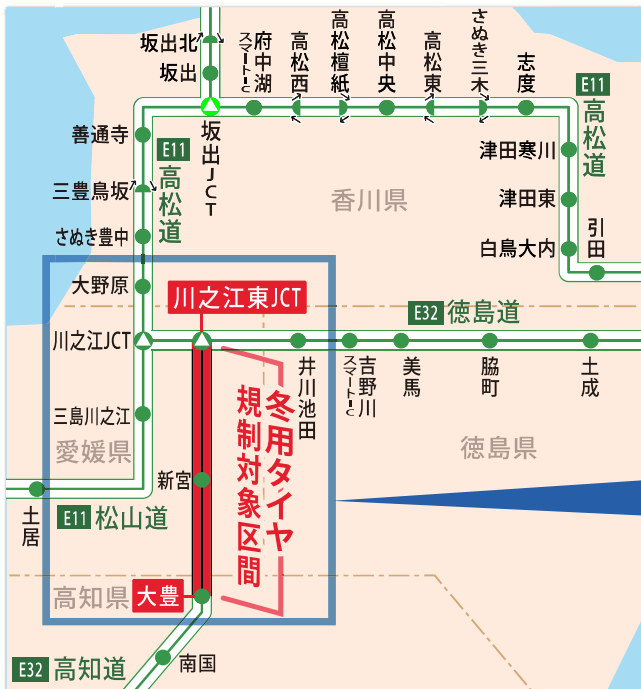 坂出北
坂出
府中湖
スマートIC
高松西
高松檀紙
高松中央
高松東
さぬき三木
志度
E11
高松道
善通寺
E11
高松道
坂出JCT
津田寒川
三豊鳥坂
香川県
津田東
さぬき豊中
白鳥大内
引田
大野原
川之江東JCT
E32 徳島道
川之江JCT
井川池田
吉野川
スマートIC
美馬
脇町
土成
三島川之江
冬用タイヤ
規制対象区間
愛媛県
徳島県
新宮
土居
E11 松山道
高知県
大豊
E32 高知道
南国